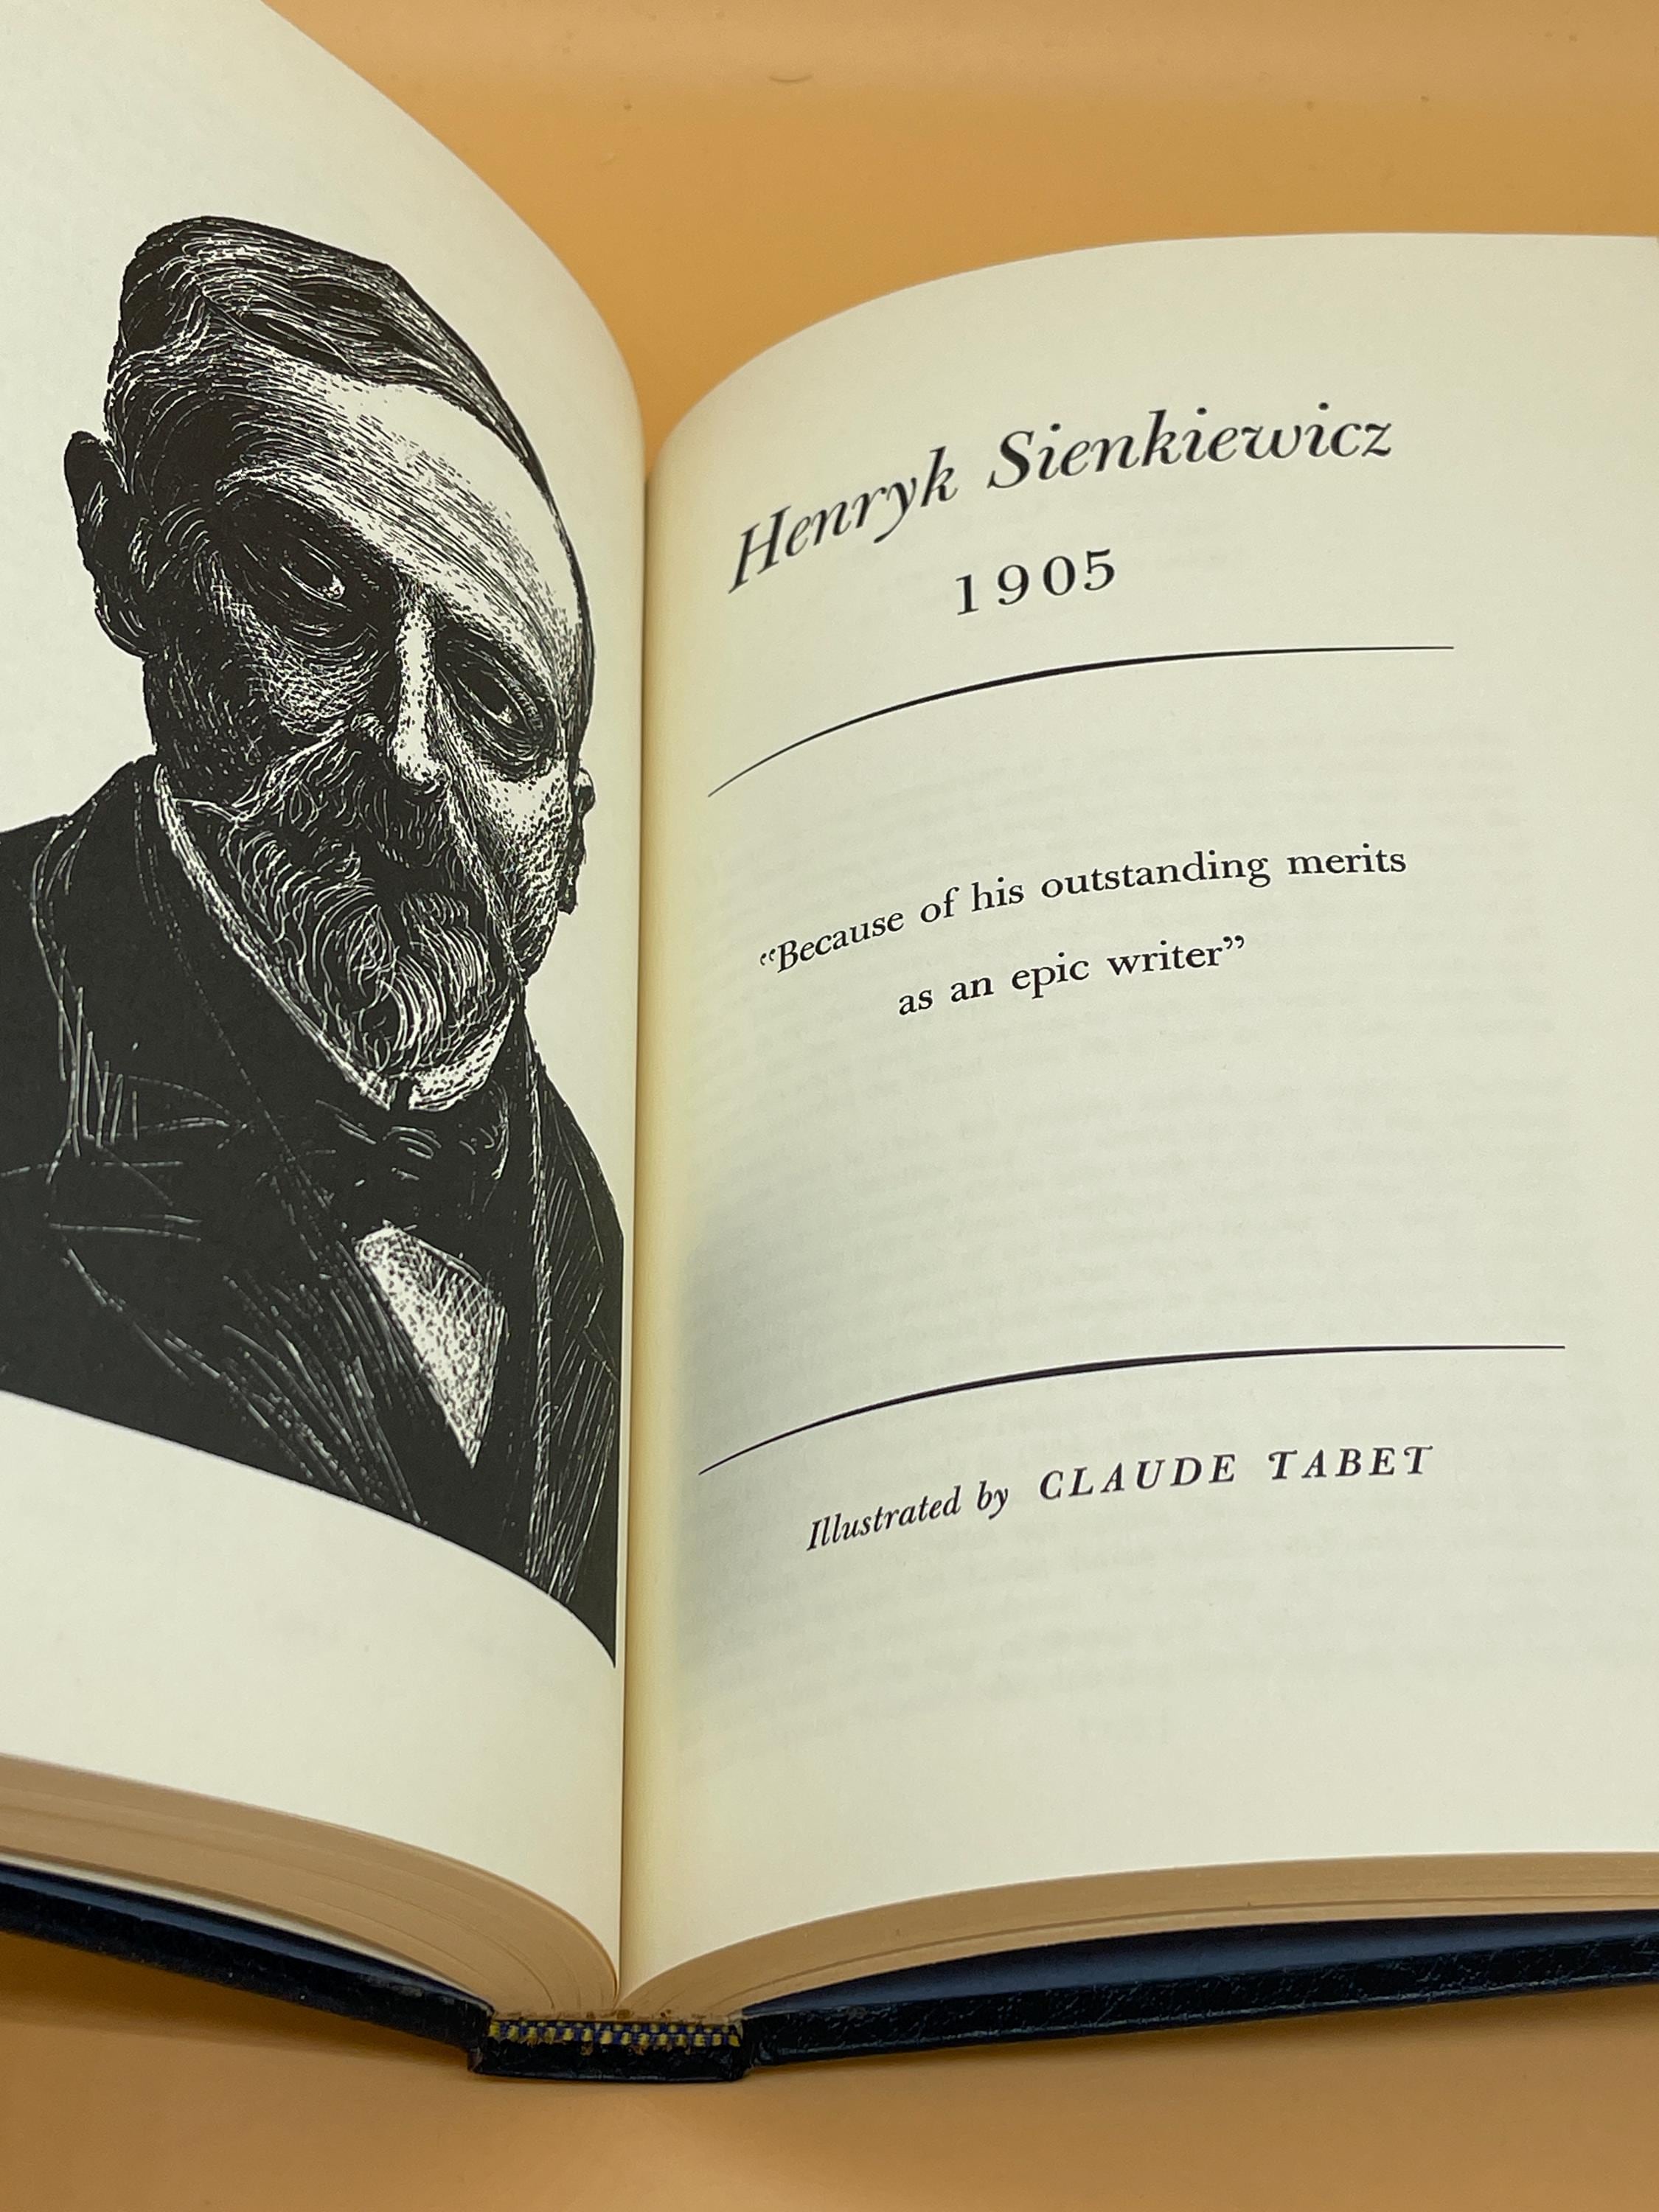 Henryk Sienkiewicz
1905
“Because of his outstanding merits
as an epic writer”
Illustrated by CLAUDE TABET